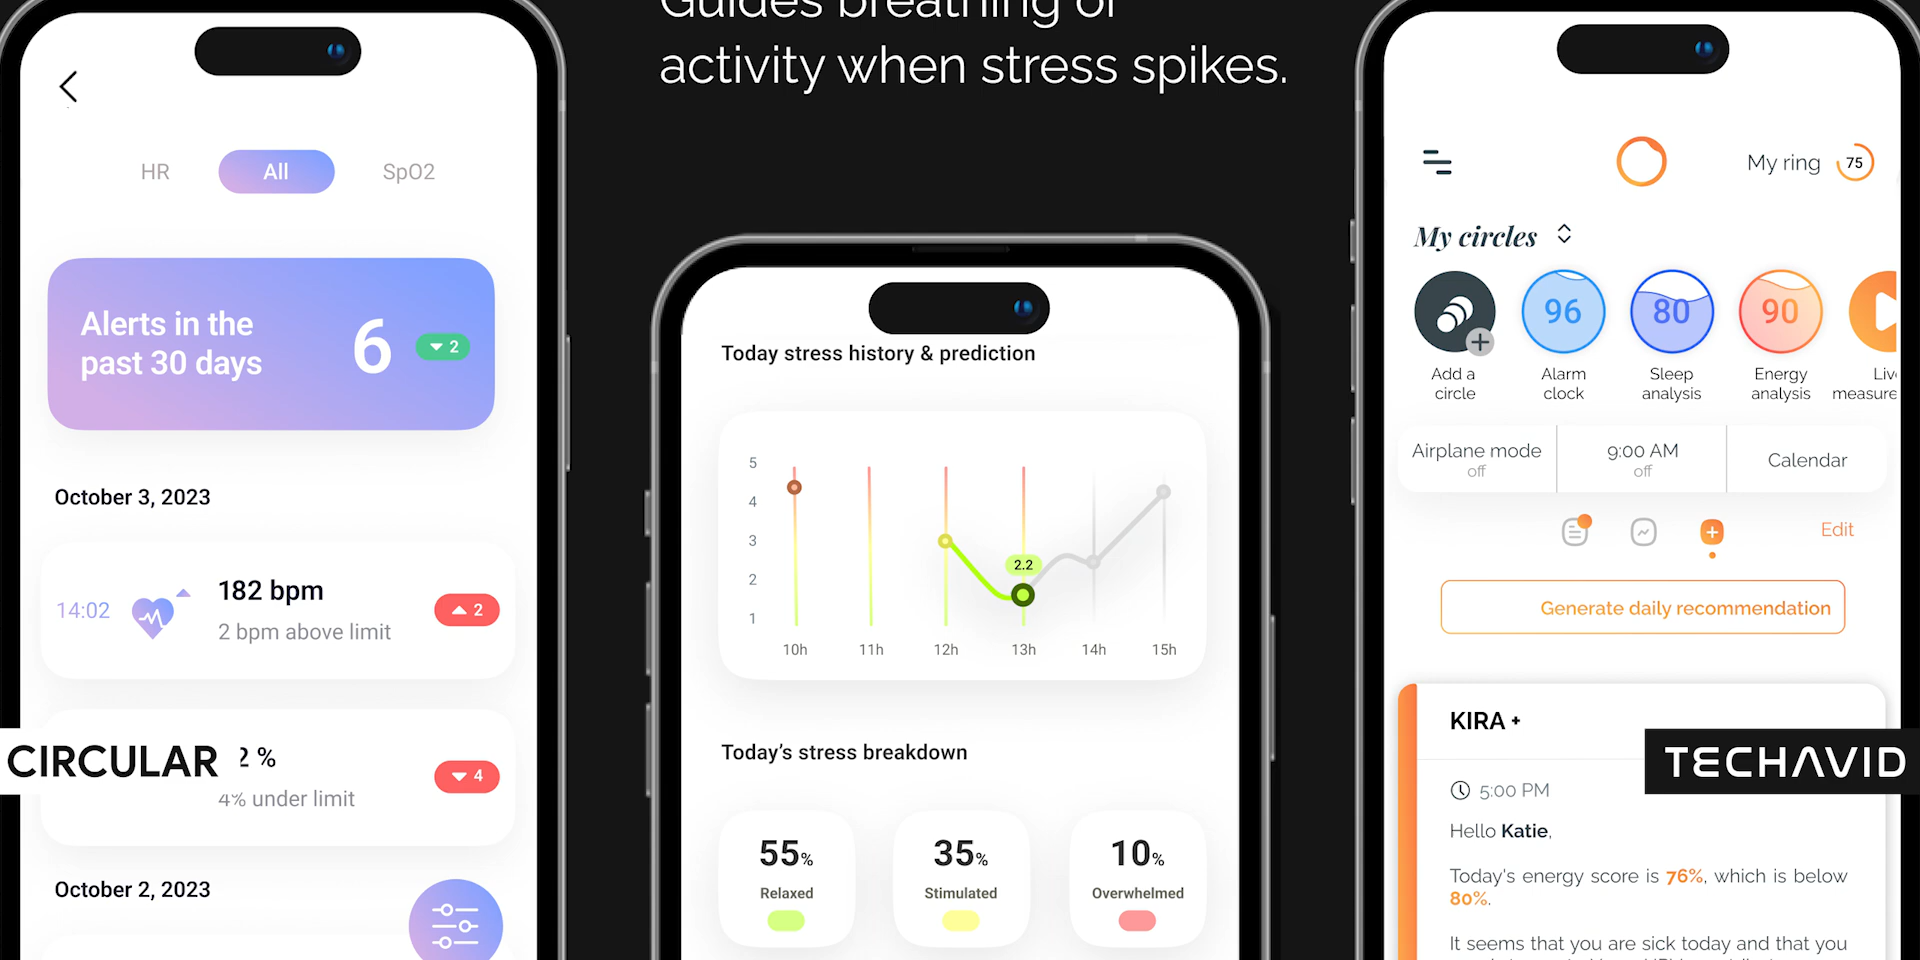 Guides breathing or
activity when stress spikes.
HR
All
SpO2
Alerts in the
past 30 days
6
2
October 3, 2023
14:02
182 bpm
2 bpm above limit
2
2 %
4% under limit
4
October 2, 2023
CIRCULAR
Today stress history & prediction
5
4
3
2
1
2.2
10h
11h
12h
13h
14h
15h
Today's stress breakdown
55%
Relaxed
35%
Stimulated
10%
Overwhelmed
My ring
75
My circles
96
80
90
Add a
circle
Alarm
clock
Sleep
analysis
Energy
analysis
Liv
measure
Airplane mode
off
9:00 AM
off
Calendar
Edit
Generate daily recommendation
KIRA +
5:00 PM
Hello Katie,
Today's energy score is 76%, which is below
80%.
It seems that you are sick today and that you
TECHAVID